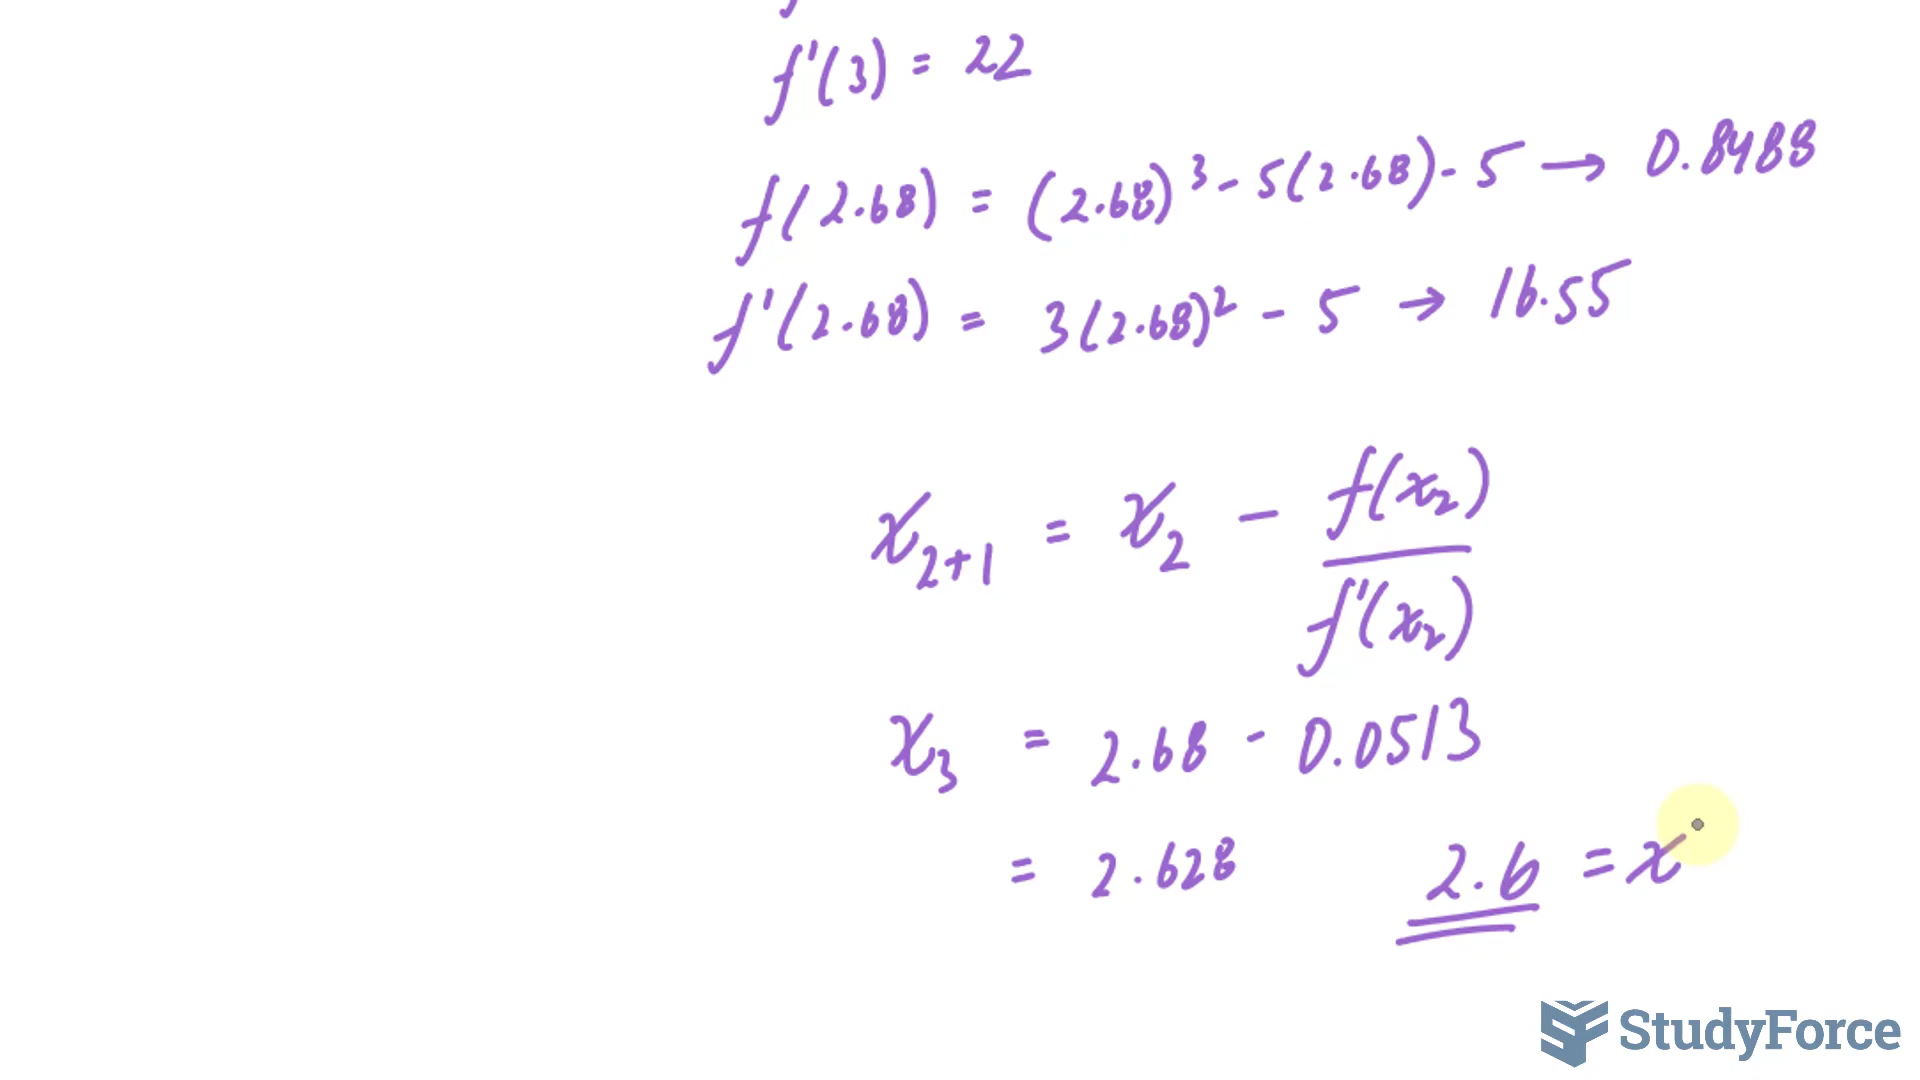 f'(3) = 22
f(2.68) = (2.68)³ - 5(2.68) - 5 → 0.8488
f'(2.68) = 3(2.68)² - 5 → 16.55
x₂₊₁ = x₂ - f(x₂) / f'(x₂)
x₃ = 2.68 - 0.0513
= 2.628 2.6 = x
StudyForce